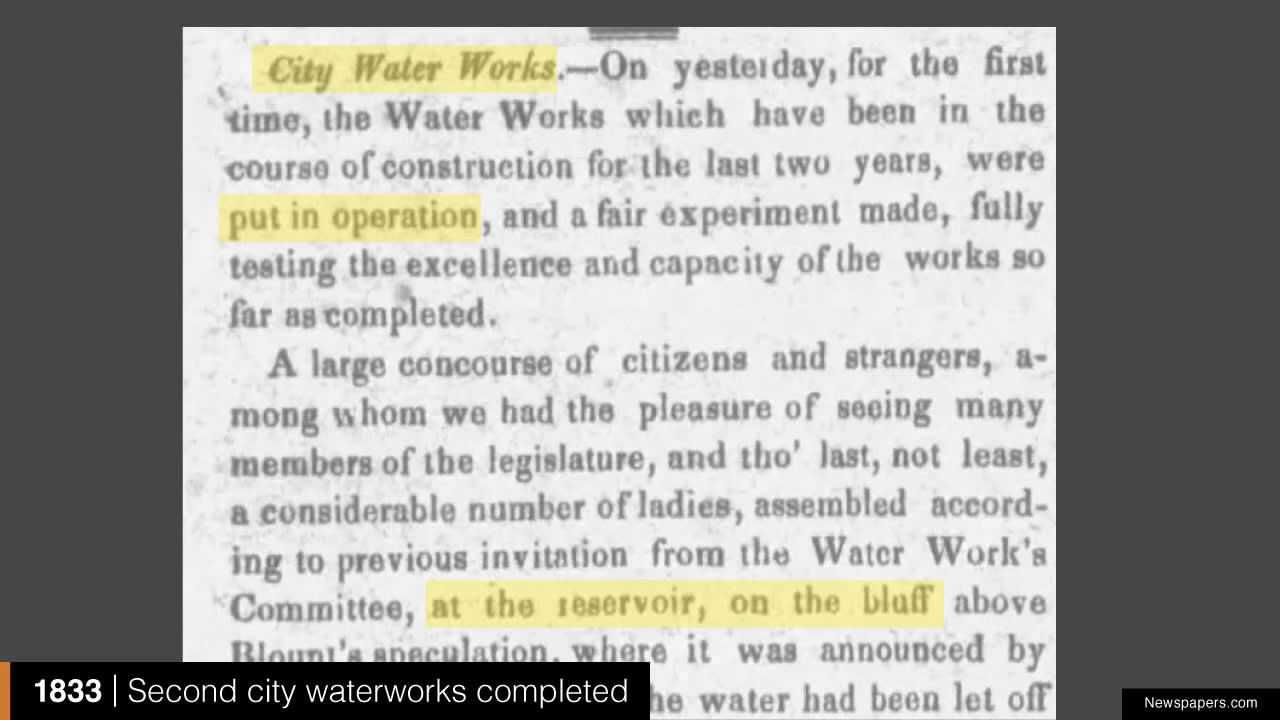 City Water Works.—On yesterday, for the first
time, the Water Works which have been in the
course of construction for the last two years, were
put in operation, and a fair experiment made, fully
testing the excellence and capacity of the works so
far as completed.
A large concourse of citizens and strangers, a-
mong whom we had the pleasure of seeing many
members of the legislature, and tho' last, not least,
a considerable number of ladies, assembled accord-
ing to previous invitation from the Water Work's
Committee, at the reservoir, on the bluff above
Blount's speculation, where it was announced by
he water had been let off
1833 | Second city waterworks completed
Newspapers.com